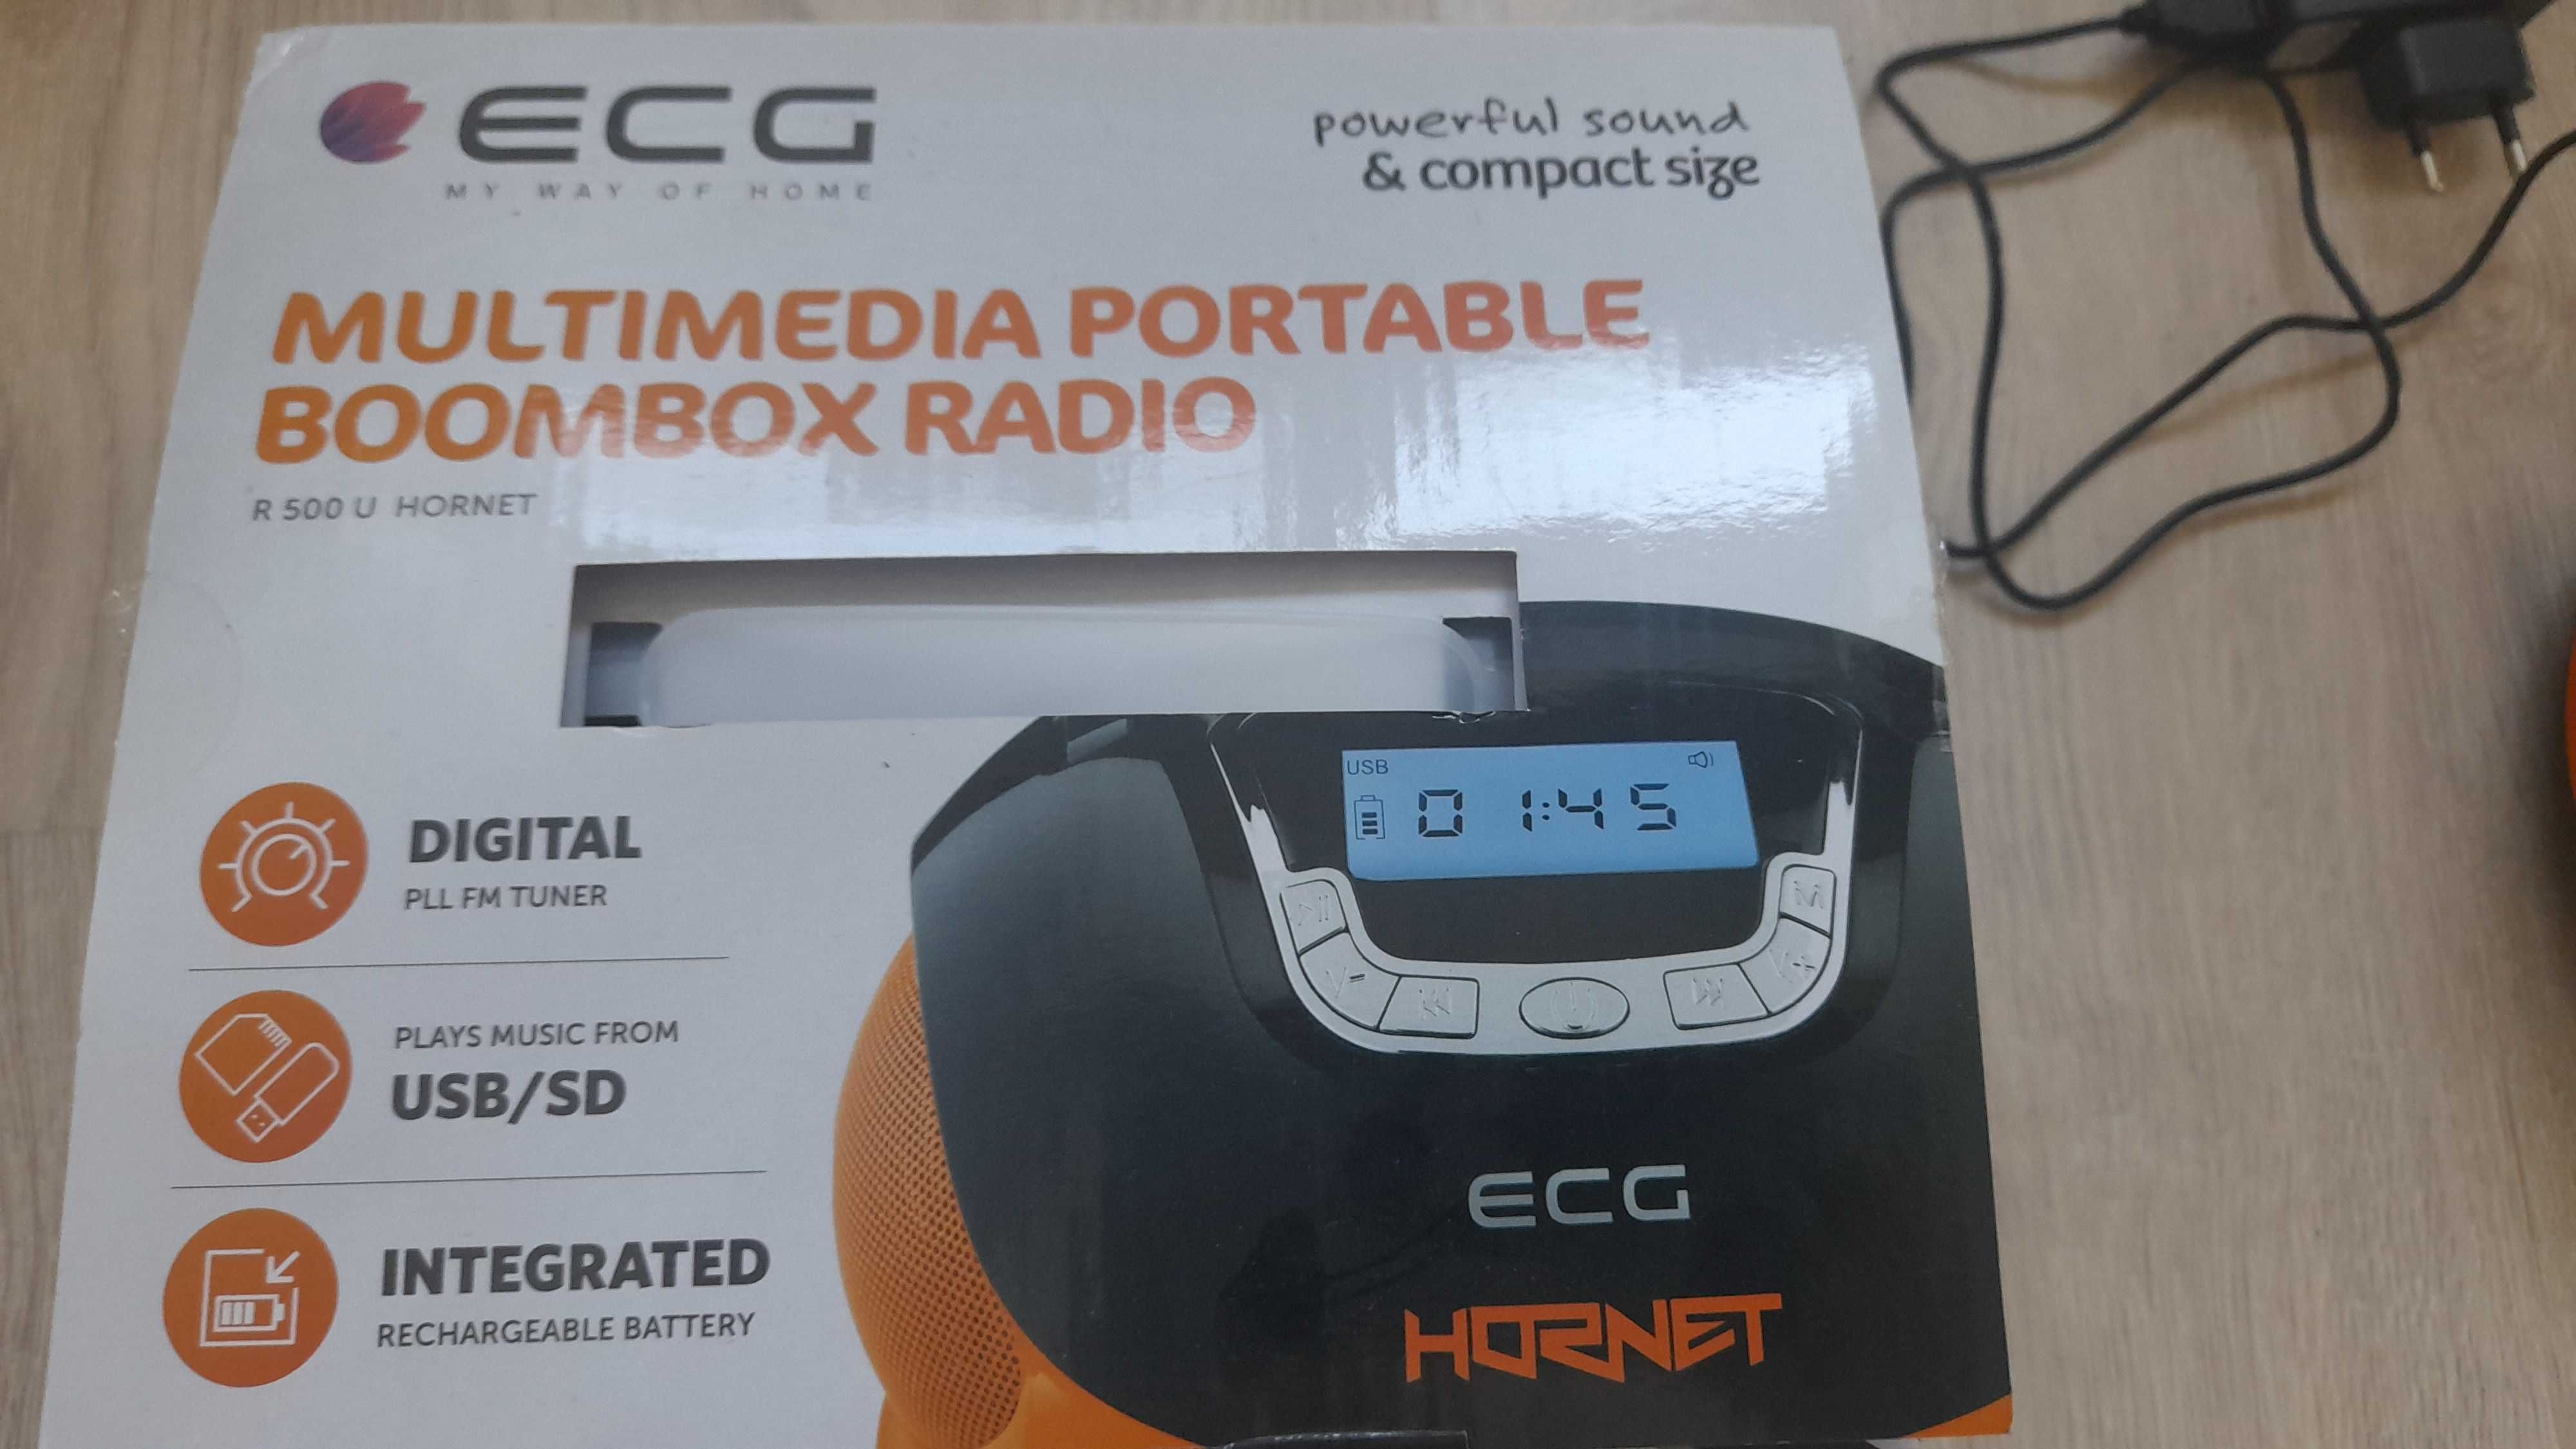 ECG
MY WAY OF HOME
powerful sound
& compact size
MULTIMEDIA PORTABLE
BOOMBOX RADIO
R 500 U HORNET
DIGITAL
PLL FM TUNER
PLAYS MUSIC FROM
USB/SD
INTEGRATED
RECHARGEABLE BATTERY
USB
01:45
M
V-
V+
ECG
HORNET